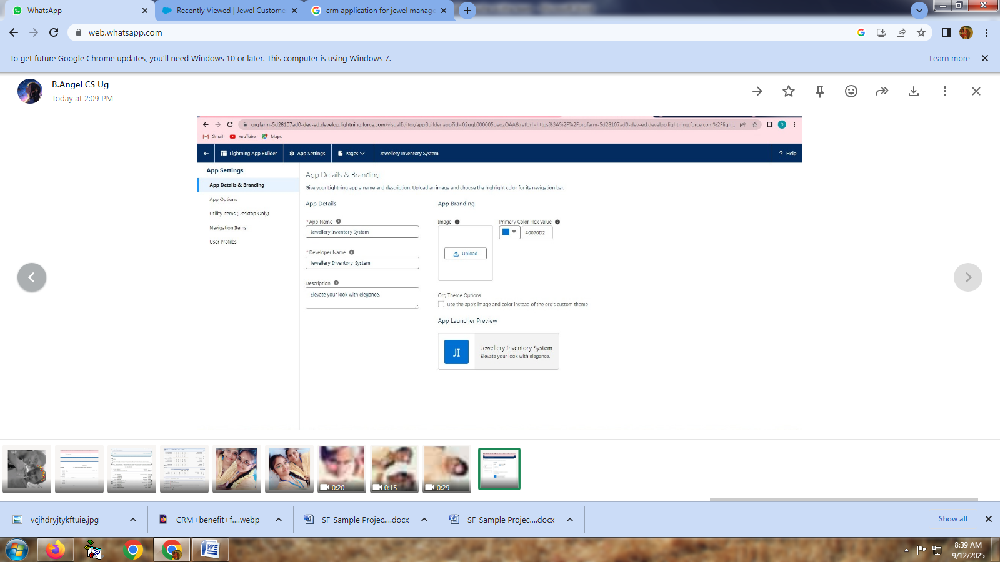 WhatsApp
Recently Viewed | Jewel Custome
crm application for jewel manage
web.whatsapp.com
To get future Google Chrome updates, you'll need Windows 10 or later. This computer is using Windows 7.
Learn more
B.Angel CS Ug
Today at 2:09 PM
orgfarm-5d28107ad0-dev-ed.develop.lightning.force.com/visualEditor/appBuilder.app?id=02ugL000005oeozQAA&retUrl=https%3A%2F%2Forgfarm-5d28107ad0-dev-ed.develop.lightning.force.com%2Fligh...
Gmail YouTube Maps
Lightning App Builder App Settings Pages Jewellery Inventory System ? Help
App Settings
App Details & Branding
App Options
Utility Items (Desktop Only)
Navigation Items
User Profiles
App Details & Branding
Give your Lightning app a name and description. Upload an image and choose the highlight color for its navigation bar.
App Details
* App Name
Jewellery Inventory System
* Developer Name
Jewellery_Inventory_System
Description
Elevate your look with elegance.
App Branding
Image
Upload
Primary Color Hex Value
#0070D2
Org Theme Options
Use the app's image and color instead of the org's custom theme
App Launcher Preview
JI
Jewellery Inventory System
Elevate your look with elegance.
0:20
0:15
0:29
vcjhdryjtykftuie.jpg
CRM+benefit+f....webp
SF-Sample Projec....docx
SF-Sample Projec....docx
Show all
8:39 AM
9/12/2025